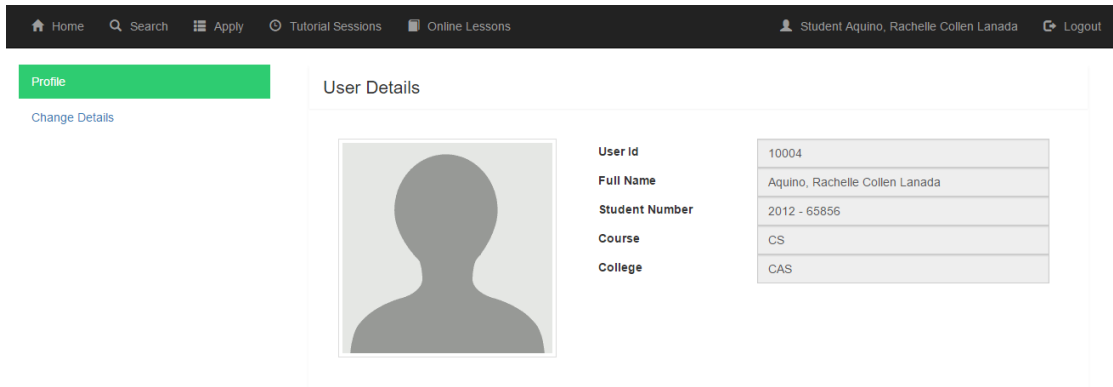 Home Search Apply Tutorial Sessions Online Lessons Student Aquino, Rachelle Collen Lanada Logout
Profile
Change Details
User Details
User Id 10004
Full Name Aquino, Rachelle Collen Lanada
Student Number 2012 - 65856
Course CS
College CAS